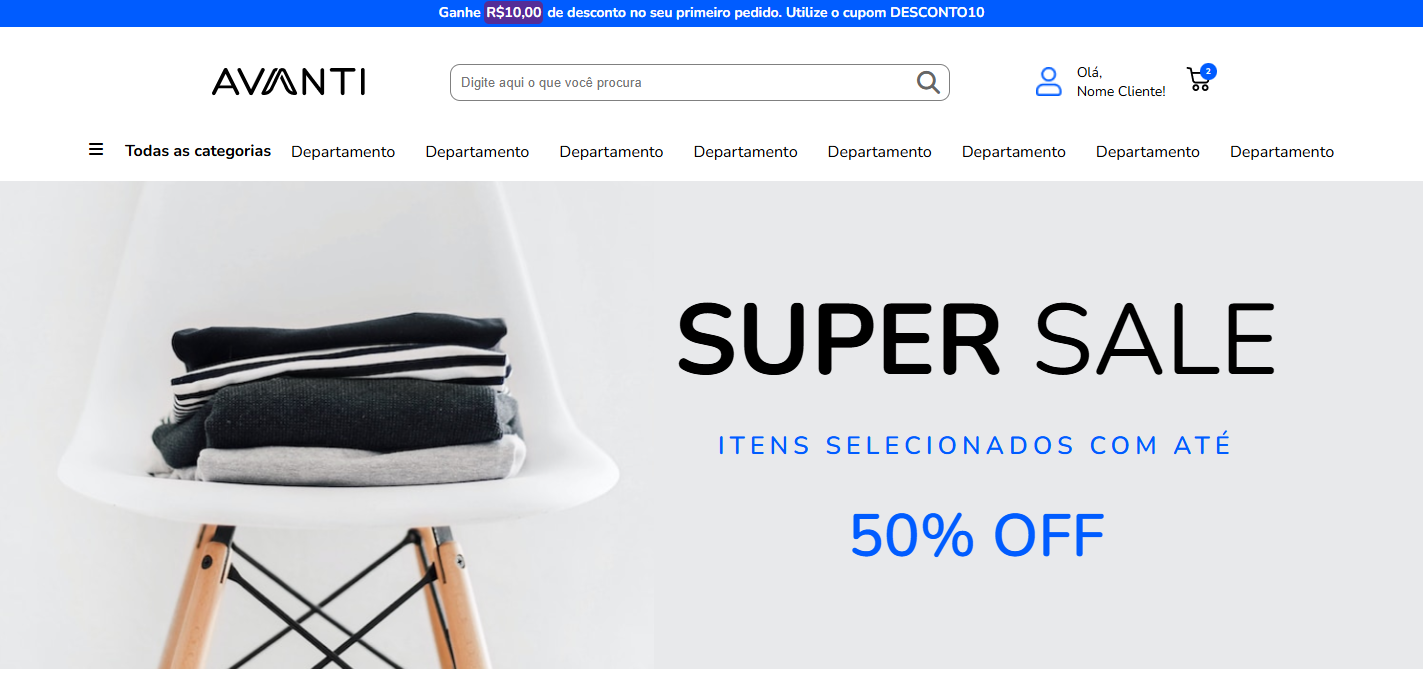 Ganhe R$10,00 de desconto no seu primeiro pedido. Utilize o cupom DESCONTO10
AVANTI
Digite aqui o que você procura
Olá,
Nome Cliente!
2
Todas as categorias Departamento Departamento Departamento Departamento Departamento Departamento Departamento Departamento
SUPER SALE
ITENS SELECIONADOS COM ATÉ
50% OFF